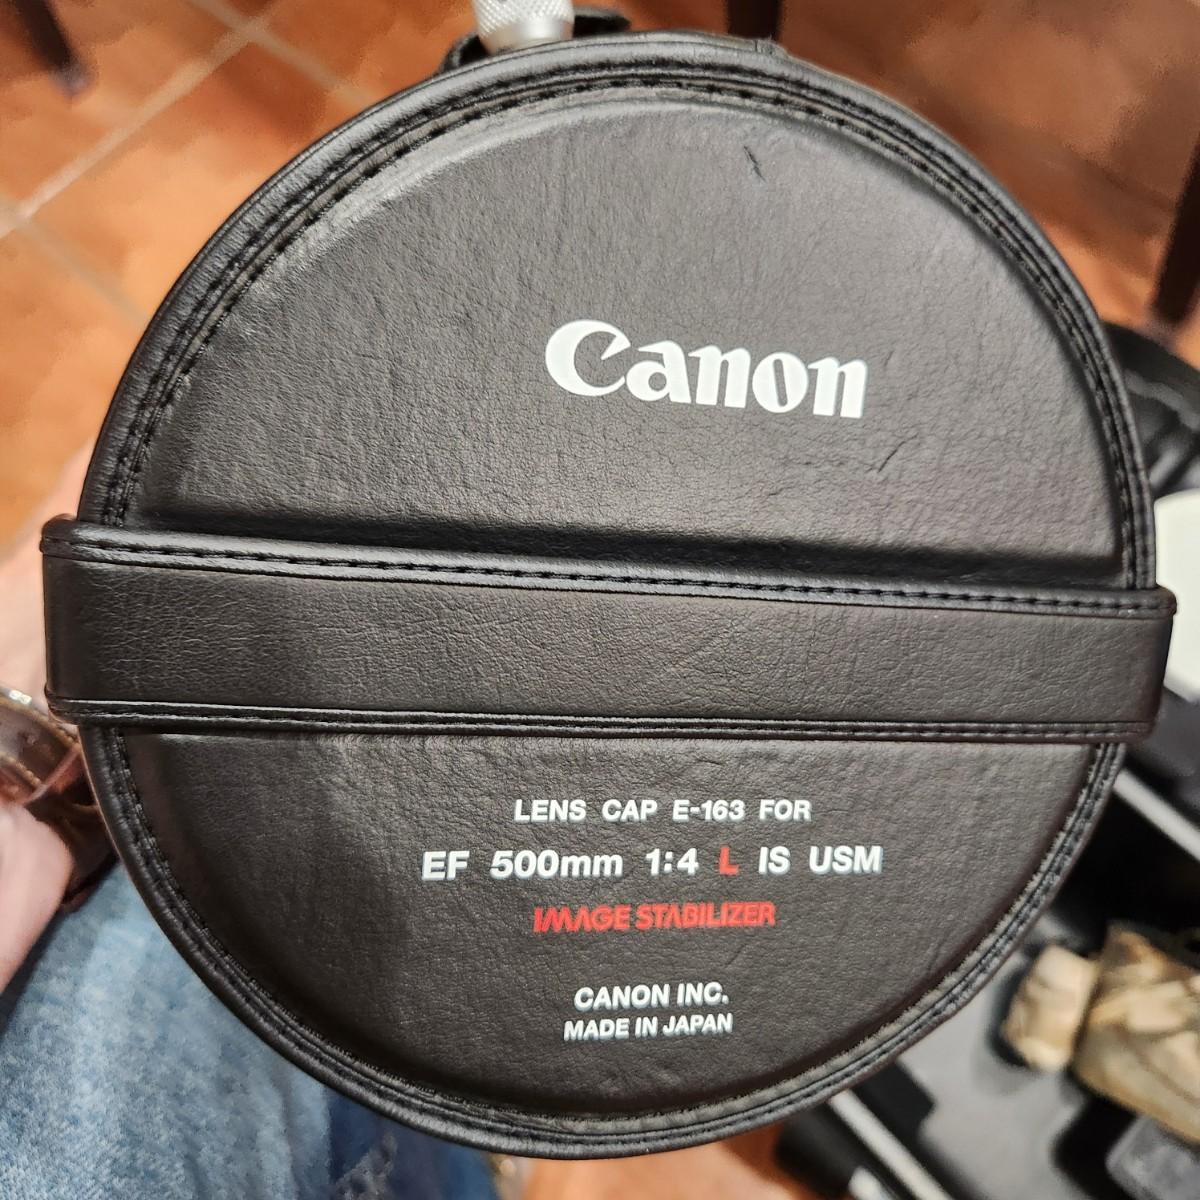 Canon
LENS CAP E-163 FOR
EF 500mm 1:4 L IS USM
IMAGE STABILIZER
CANON INC.
MADE IN JAPAN